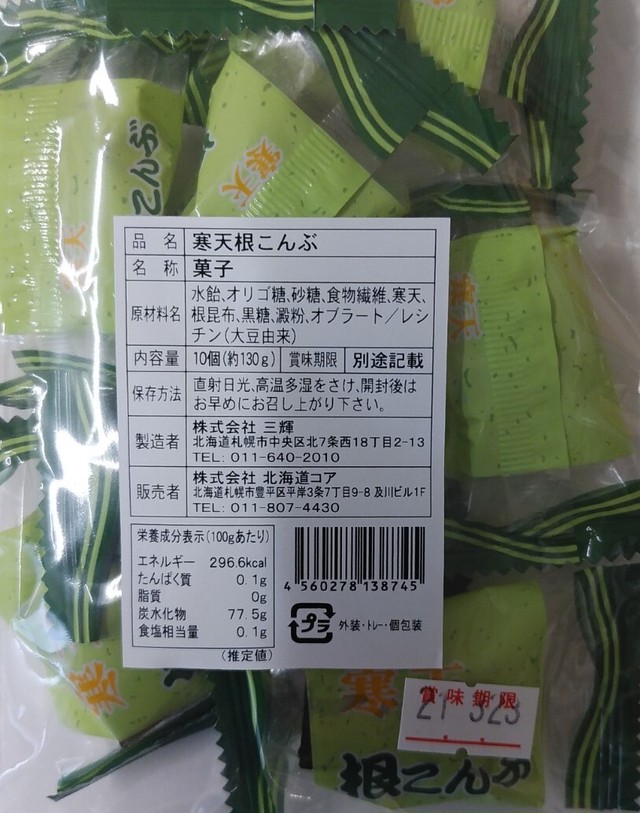 こんぶ
寒天
寒天
寒天
品 名 寒天根こんぶ
名 称 菓子
原材料名 水飴、オリゴ糖、砂糖、食物繊維、寒天、
根昆布、黒糖、澱粉、オブラート／レシ
チン(大豆由来)
内容量 10個(約130g) 賞味期限 別途記載
保存方法 直射日光、高温多湿をさけ、開封後は
お早めにお召し上がり下さい。
製造者 株式会社 三輝
北海道札幌市中央区北7条西18丁目2-13
TEL: 011-640-2010
販売者 株式会社 北海道コア
北海道札幌市豊平区平岸3条7丁目9-8 及川ビル1F
TEL: 011-807-4430
栄養成分表示(100gあたり)
エネルギー 296.6kcal
たんぱく質 0.1g
脂質 0g
炭水化物 77.5g
食塩相当量 0.1g
(推定値)
4 560278 138745
プラ 外装・トレー・個包装
寒
賞味期限
根こんぶ